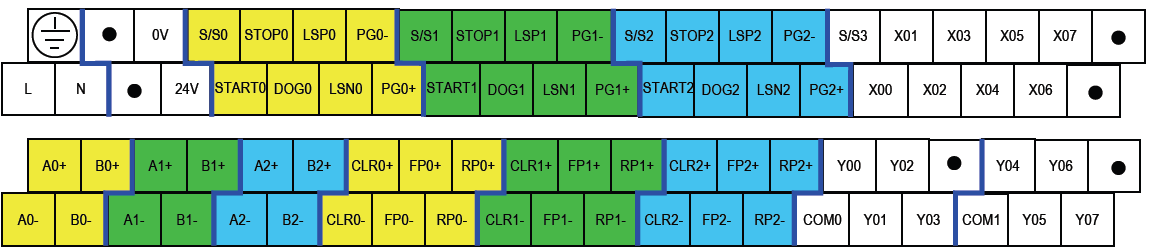 0V S/S0 STOP0 LSP0 PG0- S/S1 STOP1 LSP1 PG1- S/S2 STOP2 LSP2 PG2- S/S3 X01 X03 X05 X07
L N 24V START0 DOG0 LSN0 PG0+ START1 DOG1 LSN1 PG1+ START2 DOG2 LSN2 PG2+ X00 X02 X04 X06
A0+ B0+ A1+ B1+ A2+ B2+ CLR0+ FP0+ RP0+ CLR1+ FP1+ RP1+ CLR2+ FP2+ RP2+ Y00 Y02 Y04 Y06
A0- B0- A1- B1- A2- B2- CLR0- FP0- RP0- CLR1- FP1- RP1- CLR2- FP2- RP2- COM0 Y01 Y03 COM1 Y05 Y07